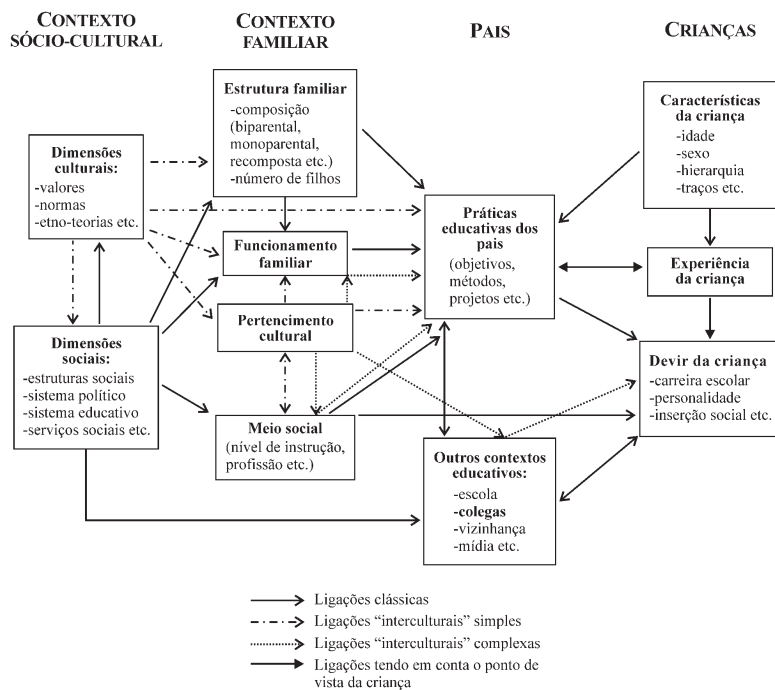 CONTEXTO
SÓCIO-CULTURAL
CONTEXTO
FAMILIAR
PAIS
CRIANÇAS
Dimensões
culturais:
-valores
-normas
-etno-teorias etc.
Dimensões
sociais:
-estruturas sociais
-sistema político
-sistema educativo
-serviços sociais etc.
Estrutura familiar
-composição
(biparental,
monoparental,
recomposta etc.)
-número de filhos
Funcionamento
familiar
Pertencimento
cultural
Meio social
(nível de instrução,
profissão etc.)
Práticas
educativas dos
pais
(objetivos,
métodos,
projetos etc.)
Outros contextos
educativos:
-escola
-colegas
-vizinhança
-mídia etc.
Características
da criança
-idade
-sexo
-hierarquia
-traços etc.
Experiência
da criança
Devir da criança
-carreira escolar
-personalidade
-inserção social etc.
Ligações clássicas
Ligações “interculturais” simples
Ligações “interculturais” complexas
Ligações tendo em conta o ponto de
vista da criança